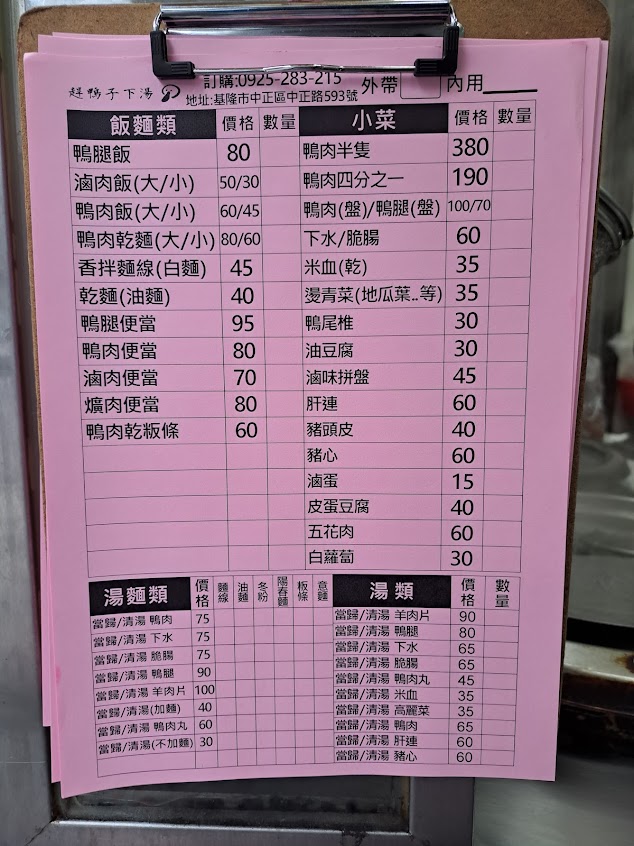 趕鴨子下湯 訂購:0925-283-215 外帶 內用
地址:基隆市中正區中正路593號
飯麵類 價格 數量
鴨腿飯 80
滷肉飯(大/小) 50/30
鴨肉飯(大/小) 60/45
鴨肉乾麵(大/小) 80/60
香拌麵線(白麵) 45
乾麵(油麵) 40
鴨腿便當 95
鴨肉便當 80
滷肉便當 70
爌肉便當 80
鴨肉乾粄條 60
小菜 價格 數量
鴨肉半隻 380
鴨肉四分之一 190
鴨肉(盤)/鴨腿(盤) 100/70
下水/脆腸 60
米血(乾) 35
燙青菜(地瓜葉..等) 35
鴨尾椎 30
油豆腐 30
滷味拼盤 45
肝連 60
豬頭皮 40
豬心 60
滷蛋 15
皮蛋豆腐 40
五花肉 60
白蘿蔔 30
湯麵類 價格 麵線 油麵 冬粉 陽春麵 粄條 意麵
當歸/清湯 鴨肉 75
當歸/清湯 下水 75
當歸/清湯 脆腸 75
當歸/清湯 鴨腿 90
當歸/清湯 羊肉片 100
當歸/清湯(加麵) 40
當歸/清湯 鴨肉丸 60
當歸/清湯(不加麵) 30
湯類 價格 數量
當歸/清湯 羊肉片 90
當歸/清湯 鴨腿 80
當歸/清湯 下水 65
當歸/清湯 脆腸 65
當歸/清湯 鴨肉丸 45
當歸/清湯 米血 35
當歸/清湯 高麗菜 35
當歸/清湯 鴨肉 65
當歸/清湯 肝連 60
當歸/清湯 豬心 60